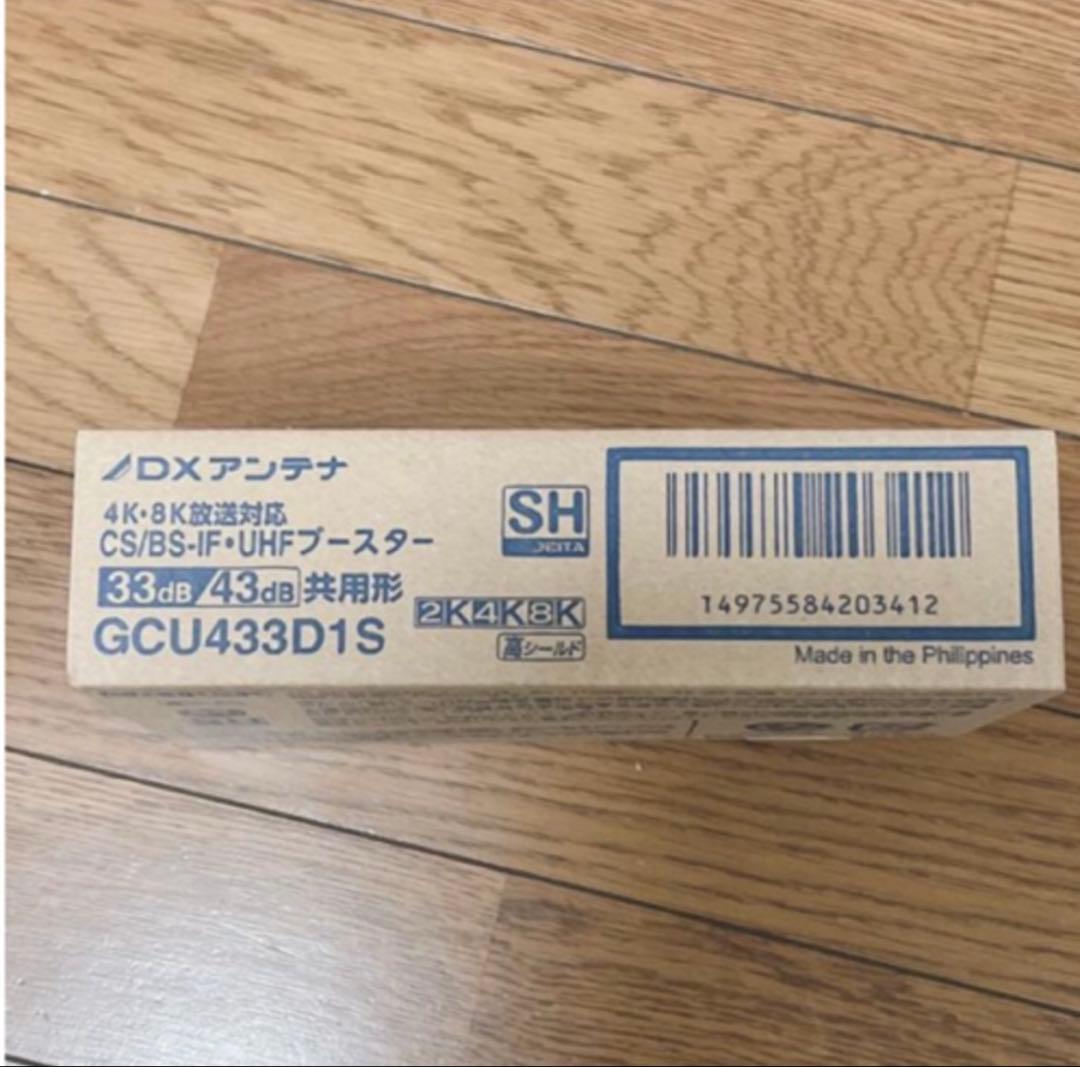 DXアンテナ
4K・8K放送対応
CS/BS-IF・UHFブースター
33dB/43dB共用形
GCU433D1S
SH
JEITA
2K4K8K
高シールド
14975584203412
Made in the Philippines